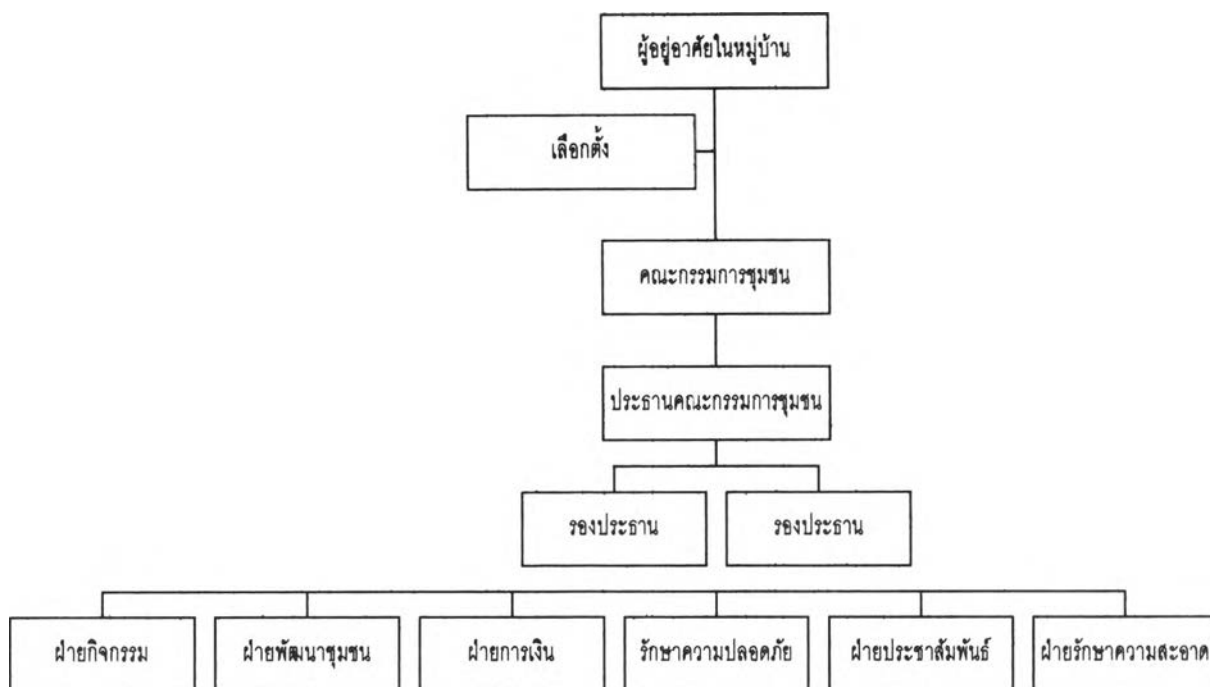 ผู้อยู่อาศัยในหมู่บ้าน
เลือกตั้ง
คณะกรรมการชุมชน
ประธานคณะกรรมการชุมชน
รองประธาน
รองประธาน
ฝ่ายกิจกรรม
ฝ่ายพัฒนาชุมชน
ฝ่ายการเงิน
รักษาความปลอดภัย
ฝ่ายประชาสัมพันธ์
ฝ่ายรักษาความสะอาด